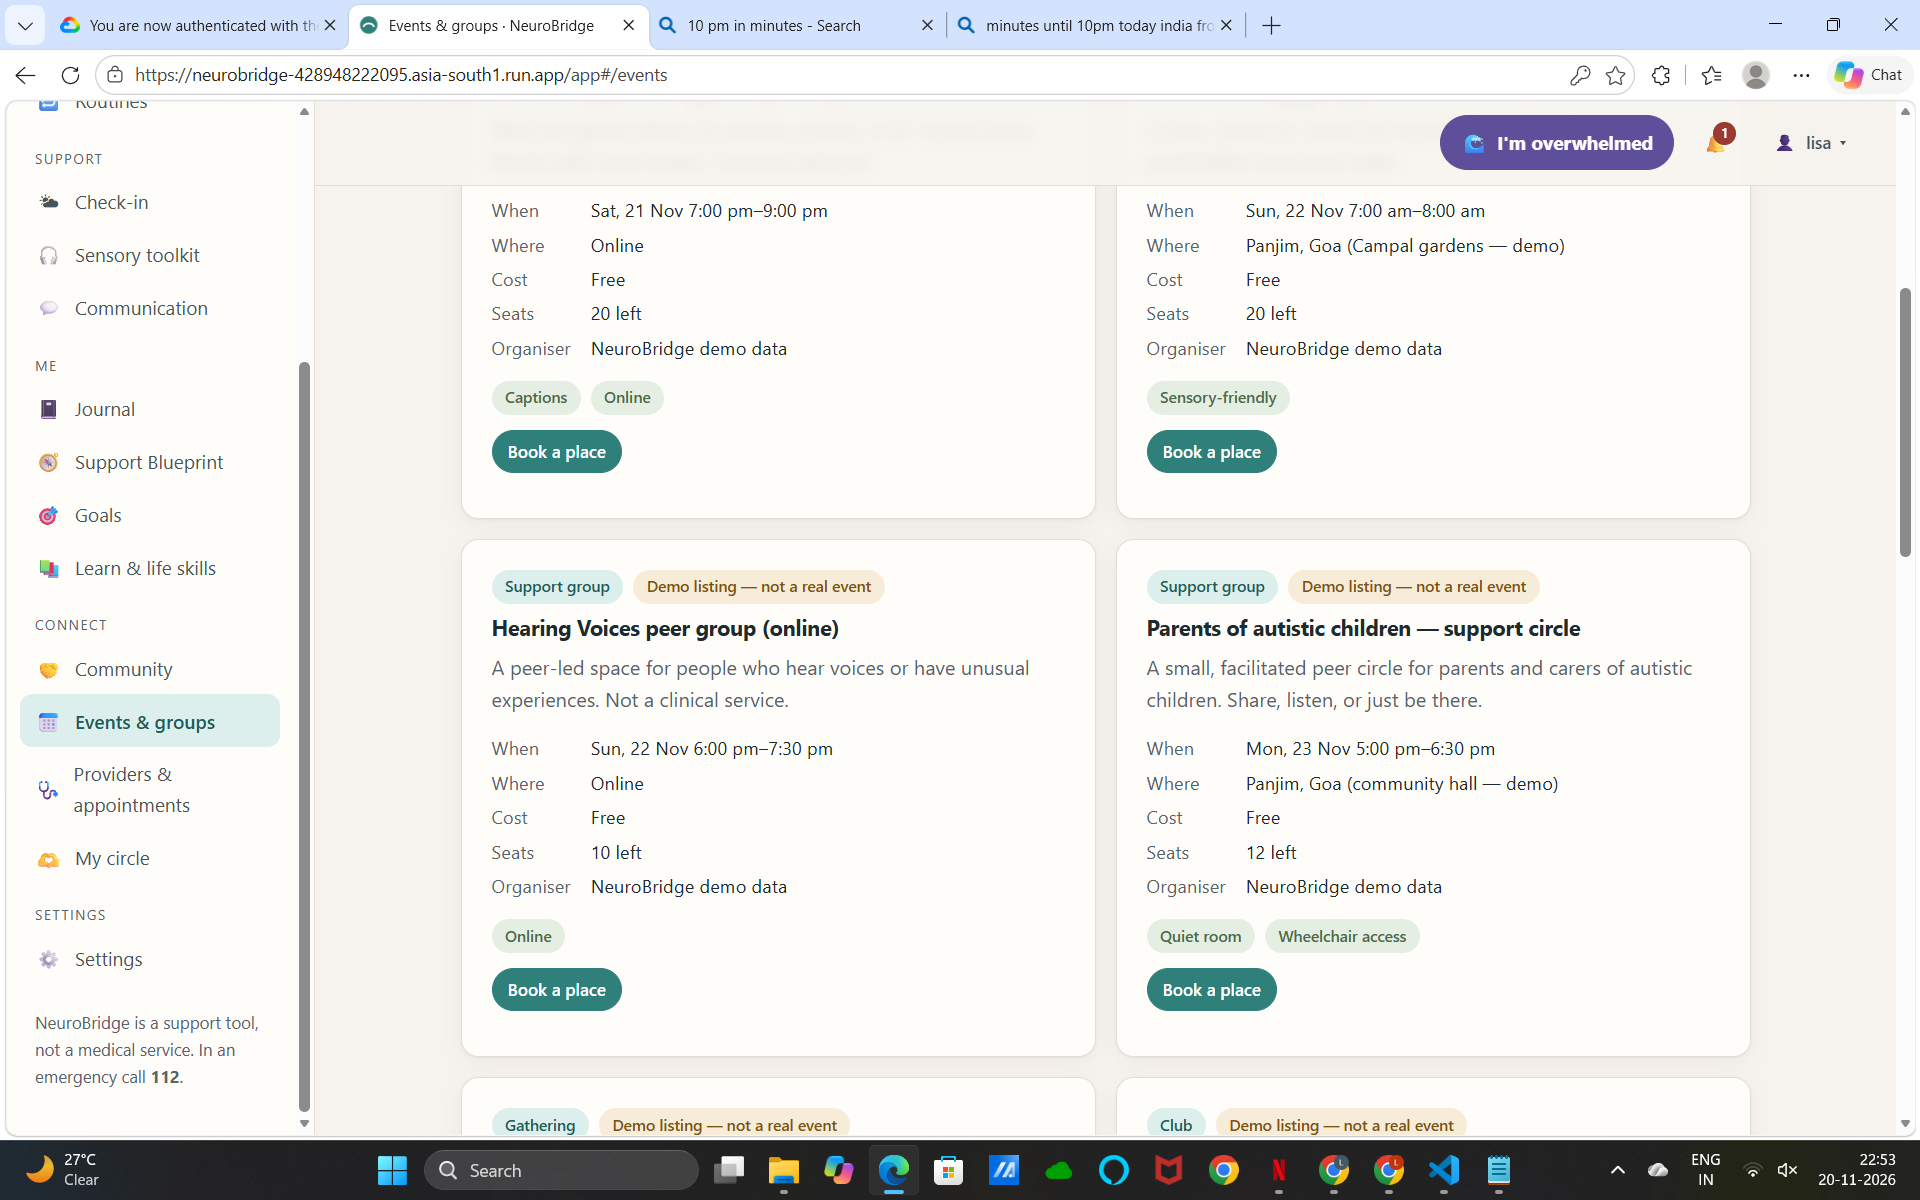 You are now authenticated with the
Events & groups · NeuroBridge
10 pm in minutes - Search
minutes until 10pm today india fro
https://neurobridge-428948222095.asia-south1.run.app/app#/events
Chat
Routines
SUPPORT
Check-in
Sensory toolkit
Communication
ME
Journal
Support Blueprint
Goals
Learn & life skills
CONNECT
Community
Events & groups
Providers &
appointments
My circle
SETTINGS
Settings
NeuroBridge is a support tool,
not a medical service. In an
emergency call 112.
I'm overwhelmed
1
lisa
When Sat, 21 Nov 7:00 pm–9:00 pm
Where Online
Cost Free
Seats 20 left
Organiser NeuroBridge demo data
Captions Online
Book a place
When Sun, 22 Nov 7:00 am–8:00 am
Where Panjim, Goa (Campal gardens — demo)
Cost Free
Seats 20 left
Organiser NeuroBridge demo data
Sensory-friendly
Book a place
Support group Demo listing — not a real event
Hearing Voices peer group (online)
A peer-led space for people who hear voices or have unusual
experiences. Not a clinical service.
When Sun, 22 Nov 6:00 pm–7:30 pm
Where Online
Cost Free
Seats 10 left
Organiser NeuroBridge demo data
Online
Book a place
Support group Demo listing — not a real event
Parents of autistic children — support circle
A small, facilitated peer circle for parents and carers of autistic
children. Share, listen, or just be there.
When Mon, 23 Nov 5:00 pm–6:30 pm
Where Panjim, Goa (community hall — demo)
Cost Free
Seats 12 left
Organiser NeuroBridge demo data
Quiet room Wheelchair access
Book a place
Gathering Demo listing — not a real event
Club Demo listing — not a real event
27°C
Clear
Search
ENG
IN
22:53
20-11-2026